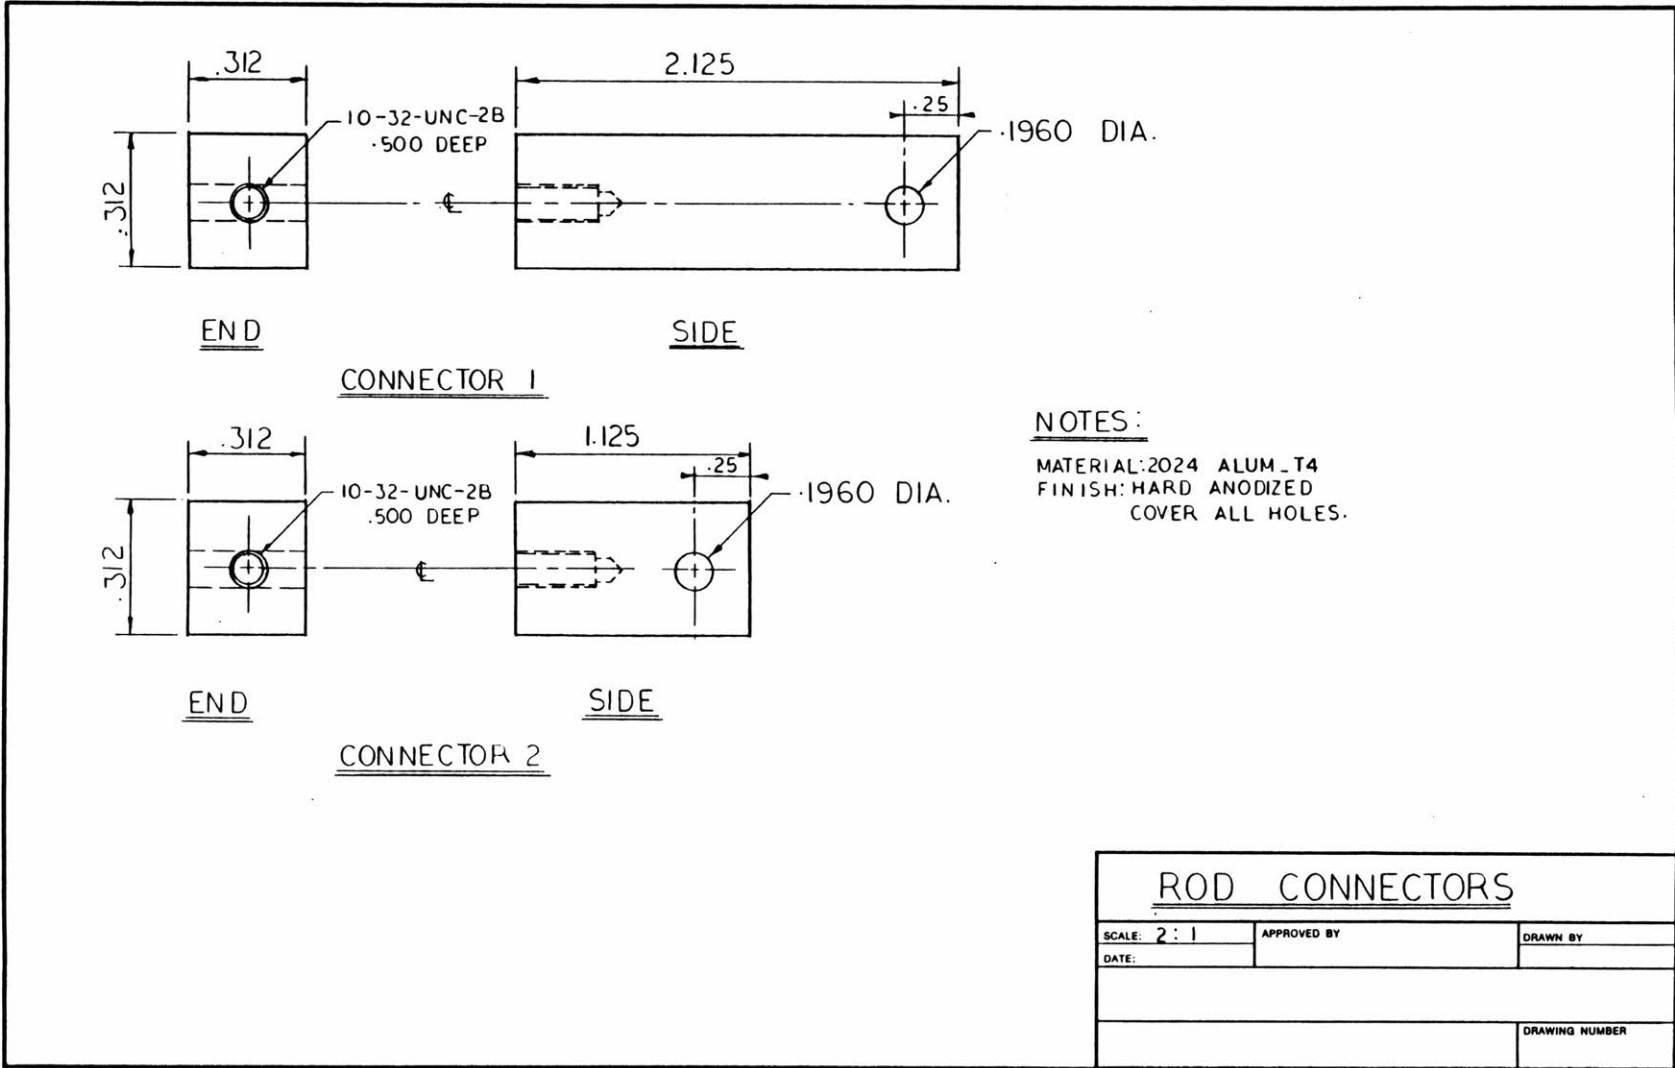 .312
2.125
.25
10-32-UNC-2B
.500 DEEP
.1960 DIA.
.312
℄
END
SIDE
CONNECTOR 1
.312
1.125
.25
10-32-UNC-2B
.500 DEEP
.1960 DIA.
.312
℄
END
SIDE
CONNECTOR 2
NOTES:
MATERIAL:2024 ALUM-T4
FINISH: HARD ANODIZED
COVER ALL HOLES.
ROD CONNECTORS
SCALE: 2:1
APPROVED BY
DRAWN BY
DATE:
DRAWING NUMBER